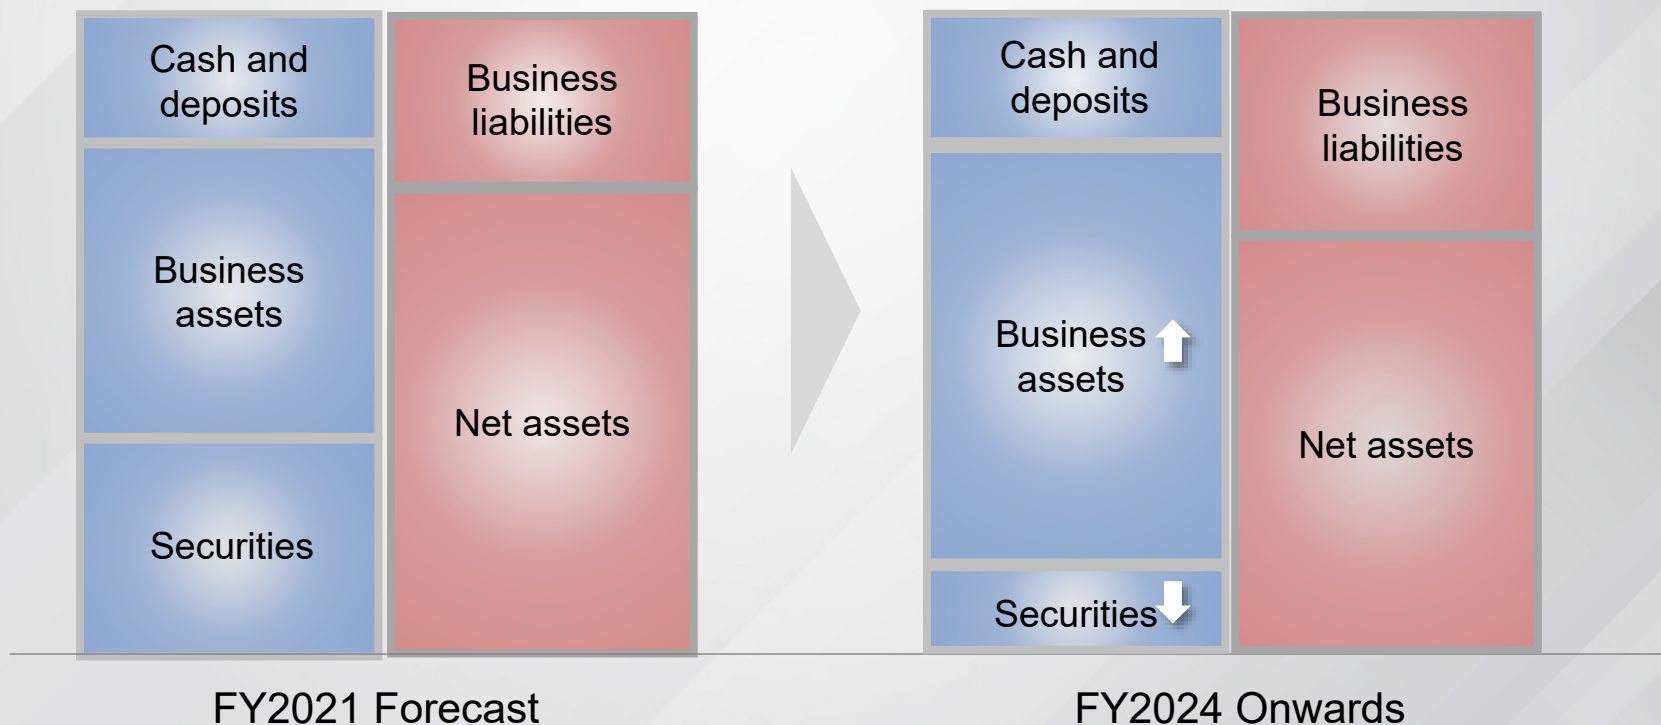 Cash and
deposits
Business
liabilities
Business
assets
Net assets
Securities
FY2021 Forecast
Cash and
deposits
Business
liabilities
Business
assets
Net assets
Securities
FY2024 Onwards